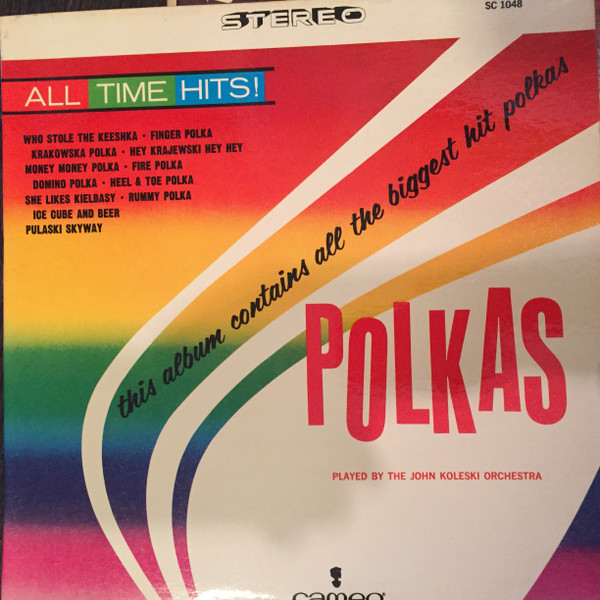 STEREO
SC 1048
ALL TIME HITS!
WHO STOLE THE KEESHKA · FINGER POLKA
KRAKOWSKA POLKA · HEY KRAJEWSKI HEY HEY
MONEY MONEY POLKA · FIRE POLKA
DOMINO POLKA · HEEL & TOE POLKA
SHE LIKES KIELBASY · RUMMY POLKA
ICE CUBE AND BEER
PULASKI SKYWAY
this album contains all the biggest hit polkas
POLKAS
PLAYED BY THE JOHN KOLESKI ORCHESTRA
cameo